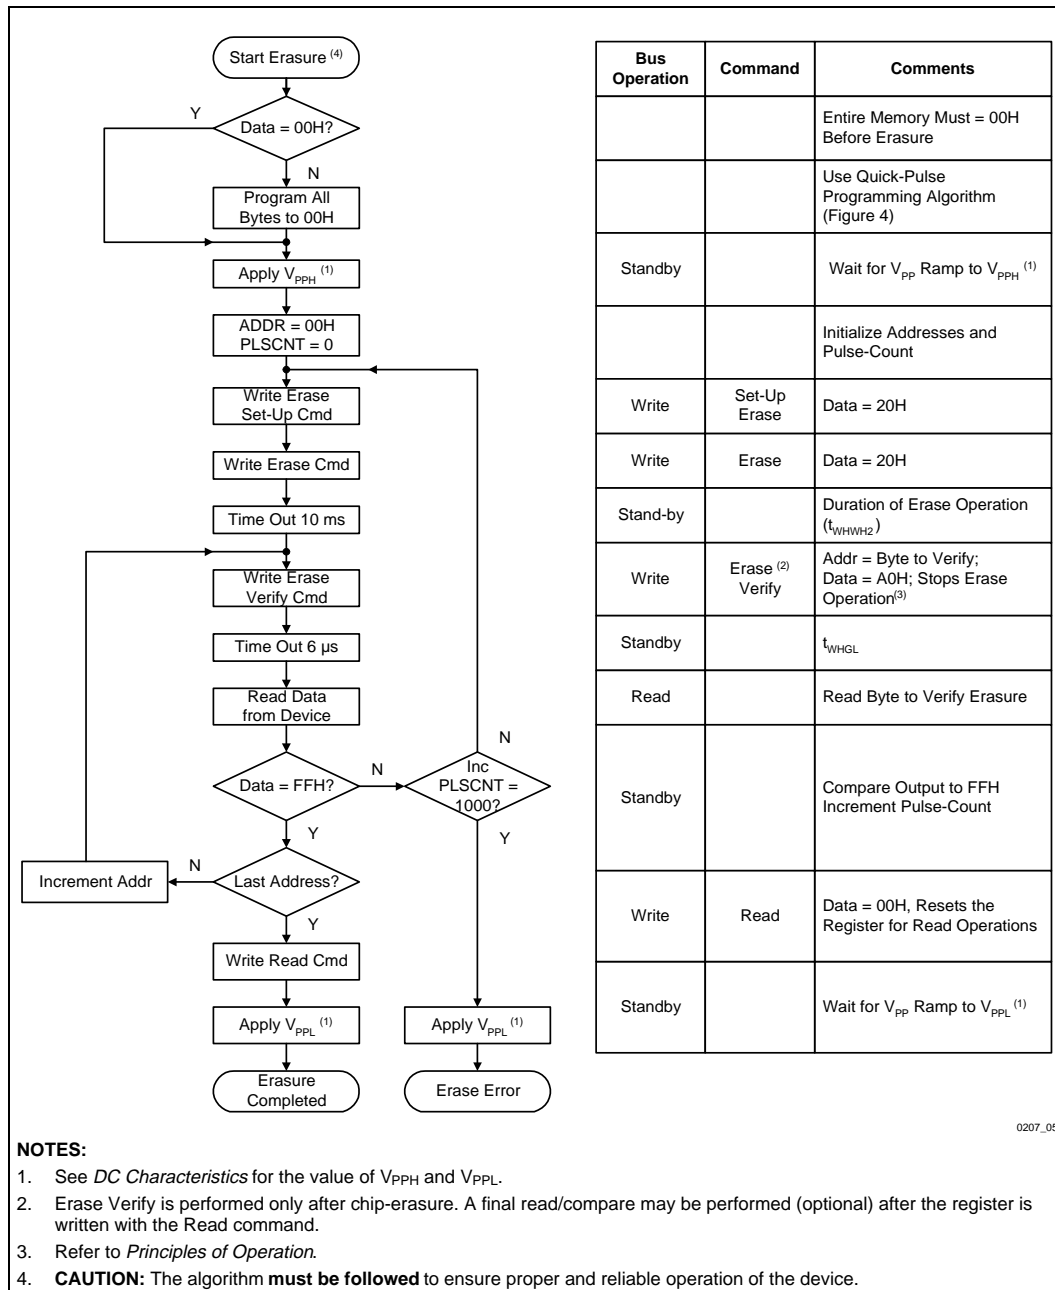 Start Erasure (4)
Y
Data = 00H?
N
Program All
Bytes to 00H
Apply VPPH (1)
ADDR = 00H
PLSCNT = 0
Write Erase
Set-Up Cmd
Write Erase Cmd
Time Out 10 ms
Write Erase
Verify Cmd
Time Out 6 µs
Read Data
from Device
N
Data = FFH?
N
Inc
PLSCNT =
1000?
Y
Y
Increment Addr
N
Last Address?
Y
Write Read Cmd
Apply VPPL (1)
Apply VPPL (1)
Erasure
Completed
Erase Error
Bus
Operation
Command
Comments
Entire Memory Must = 00H
Before Erasure
Use Quick-Pulse
Programming Algorithm
(Figure 4)
Standby
Wait for VPP Ramp to VPPH (1)
Initialize Addresses and
Pulse-Count
Write
Set-Up
Erase
Data = 20H
Write
Erase
Data = 20H
Stand-by
Duration of Erase Operation
(tWHWH2)
Write
Erase (2)
Verify
Addr = Byte to Verify;
Data = A0H; Stops Erase
Operation(3)
Standby
tWHGL
Read
Read Byte to Verify Erasure
Standby
Compare Output to FFH
Increment Pulse-Count
Write
Read
Data = 00H, Resets the
Register for Read Operations
Standby
Wait for VPP Ramp to VPPL (1)
0207_05
NOTES:
1. See DC Characteristics for the value of VPPH and VPPL.
2. Erase Verify is performed only after chip-erasure. A final read/compare may be performed (optional) after the register is
written with the Read command.
3. Refer to Principles of Operation.
4. CAUTION: The algorithm must be followed to ensure proper and reliable operation of the device.